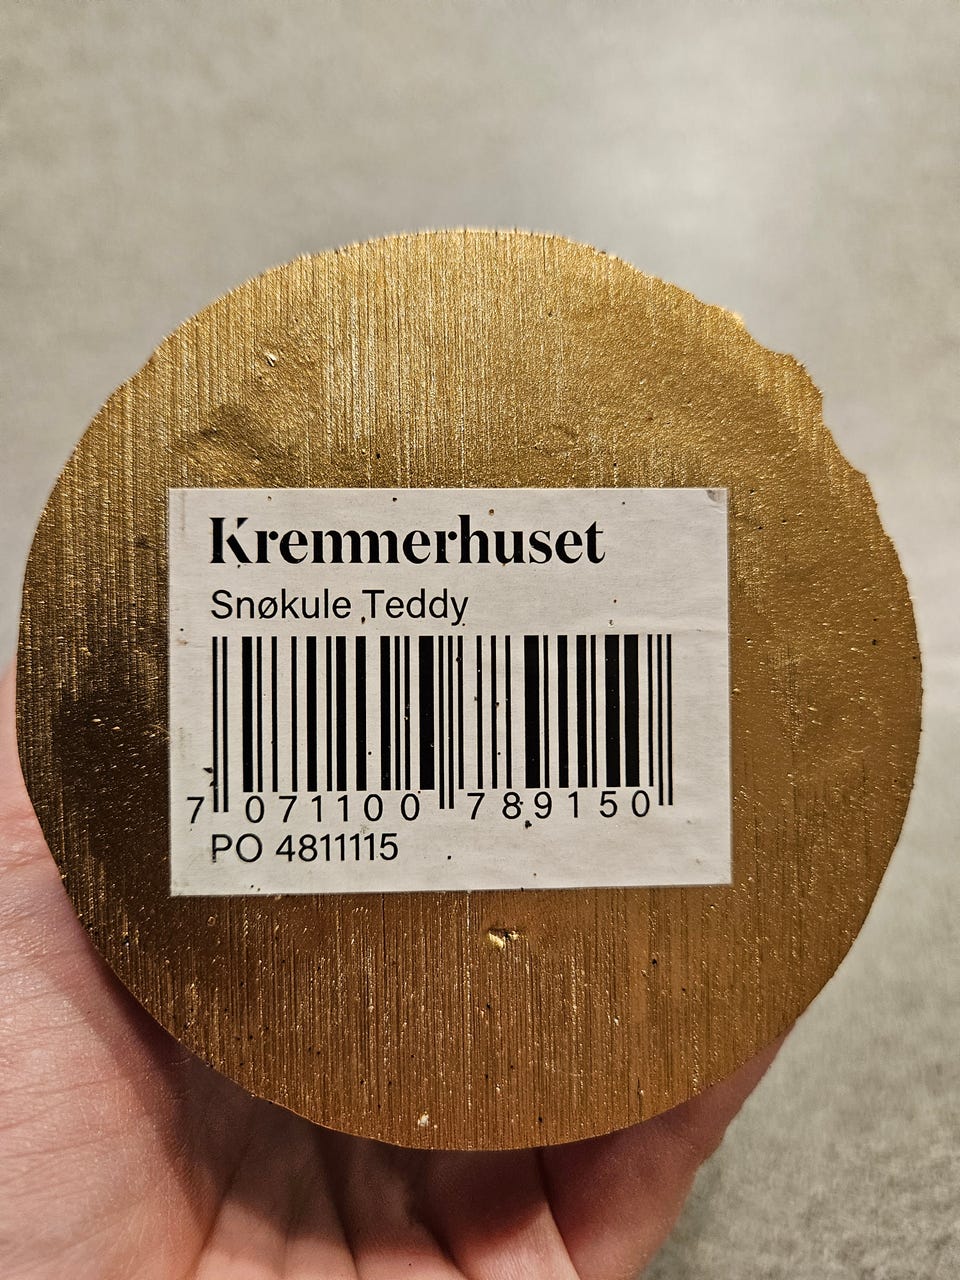 Kremmerhuset
Snøkule Teddy
7 071100 789150
PO 4811115